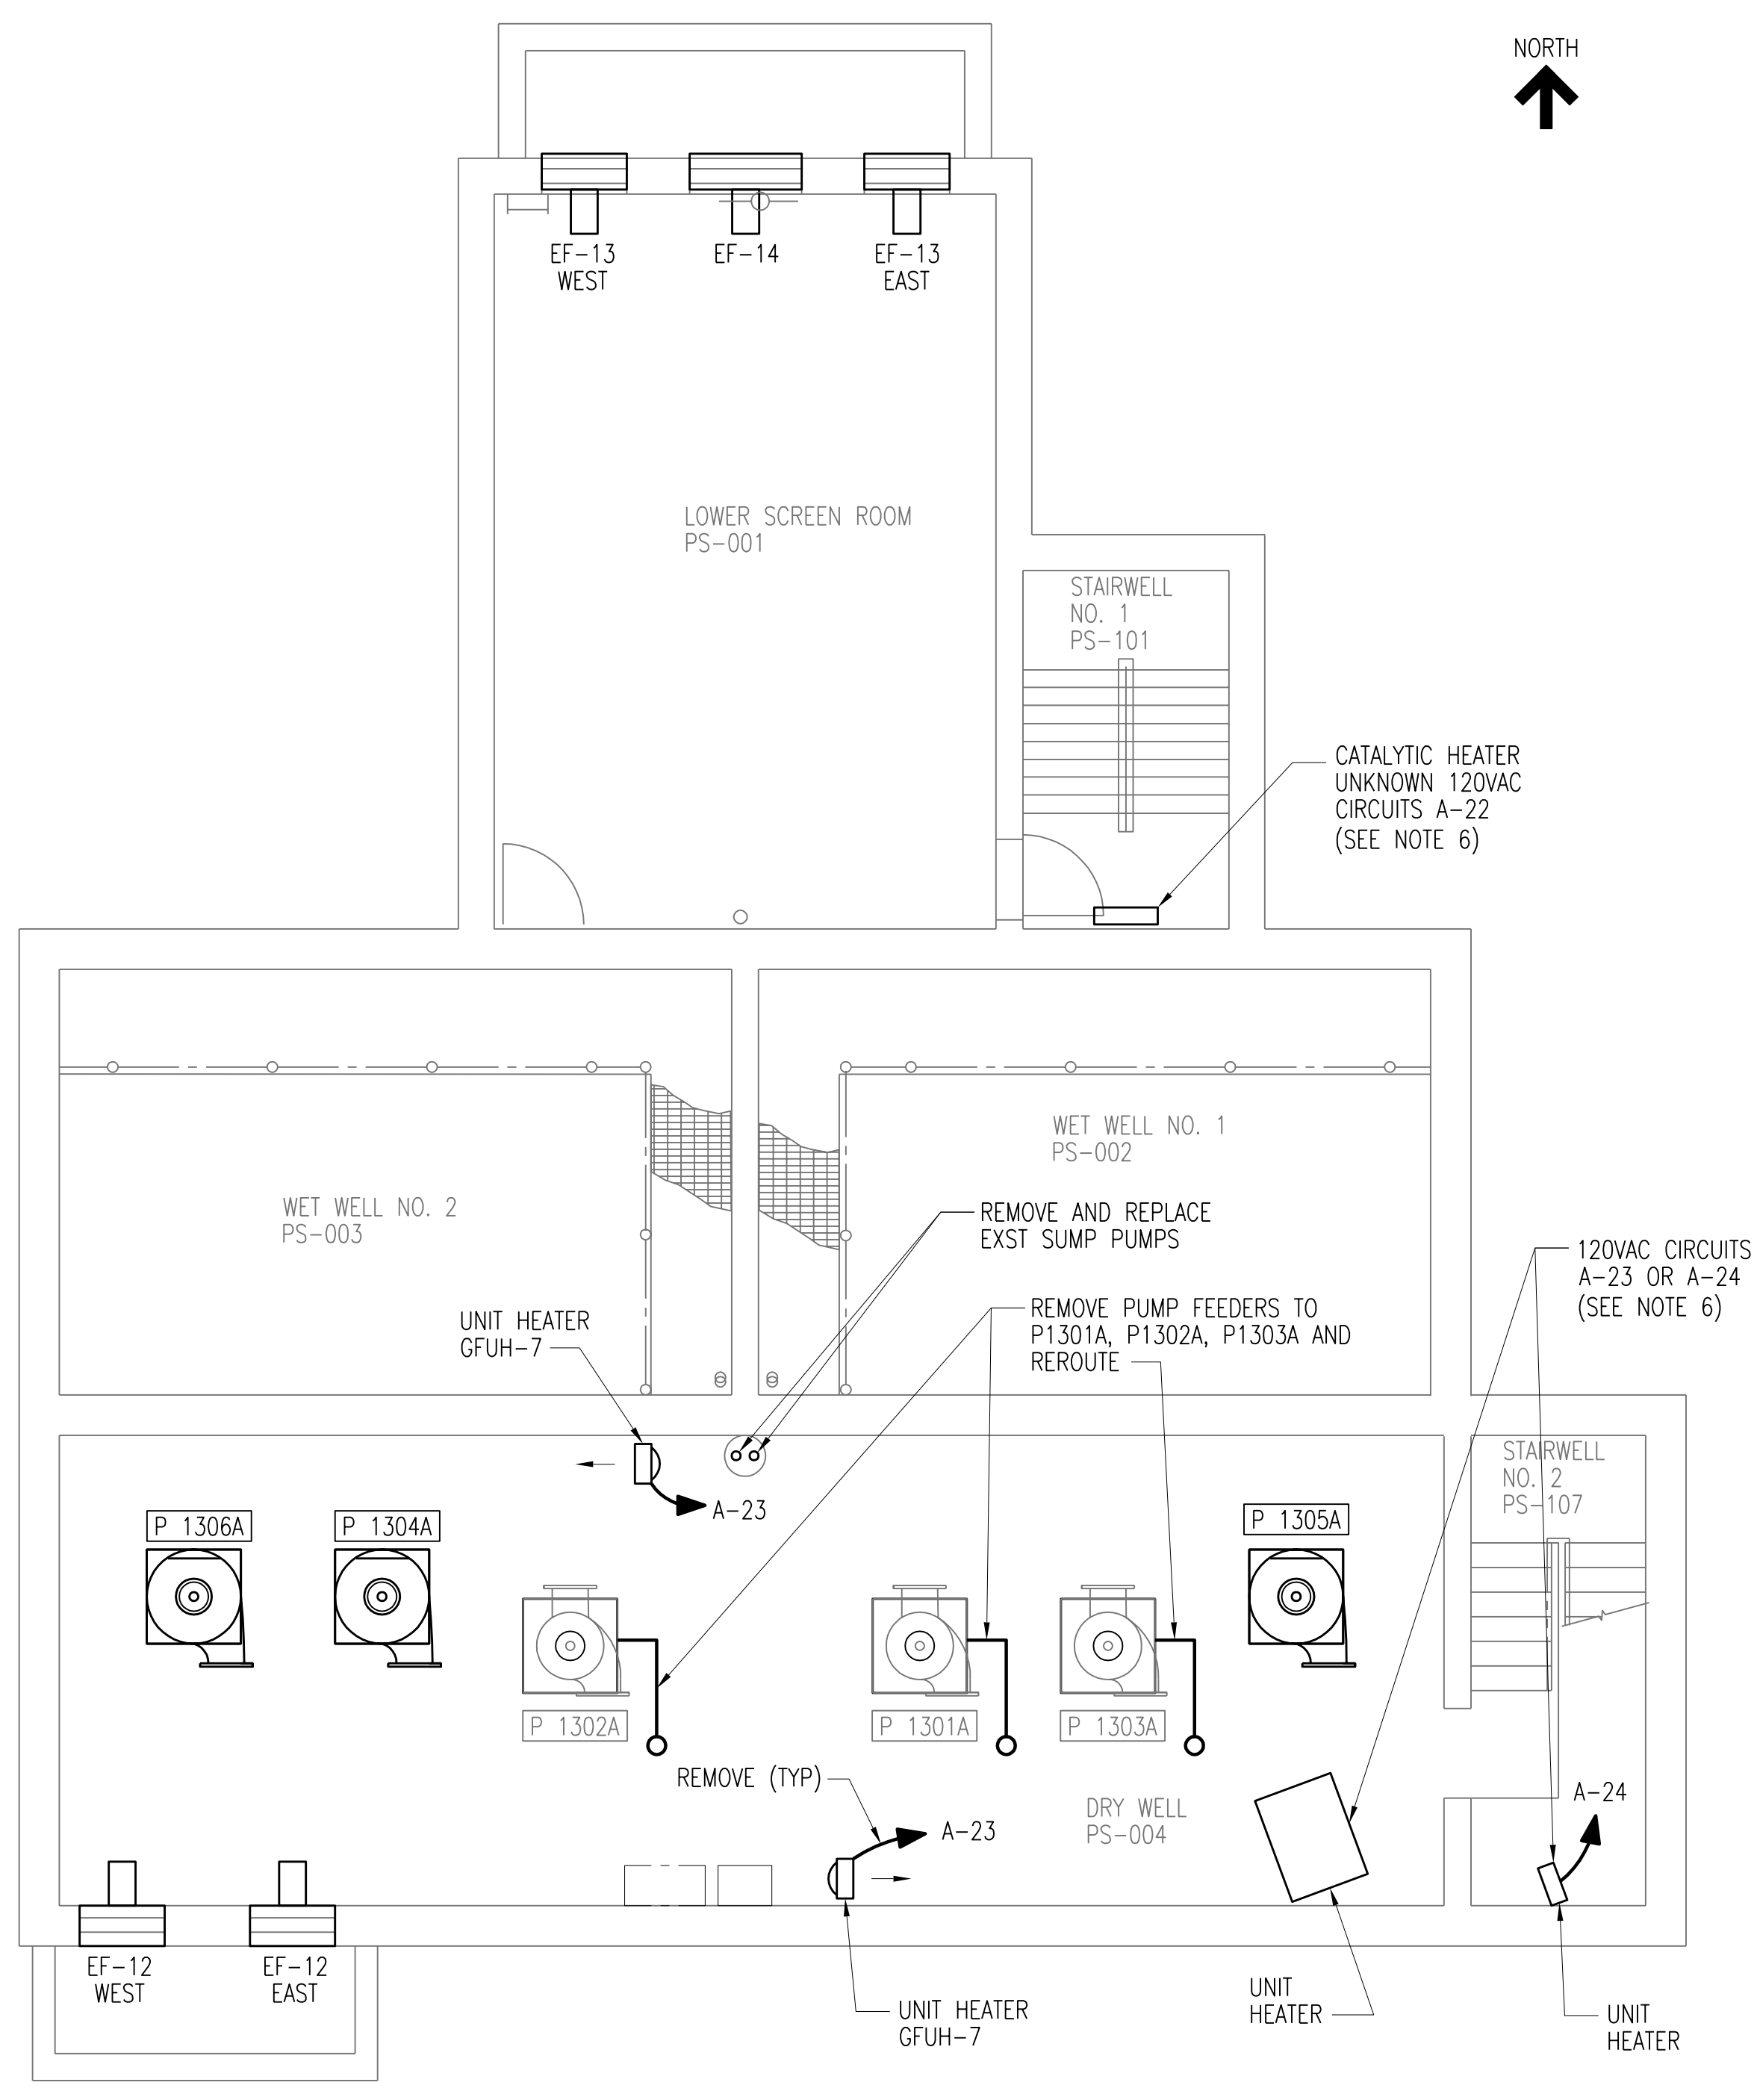 NORTH
EF-13
WEST
EF-14
EF-13
EAST
LOWER SCREEN ROOM
PS-001
STAIRWELL
NO. 1
PS-101
CATALYTIC HEATER
UNKNOWN 120VAC
CIRCUITS A-22
(SEE NOTE 6)
WET WELL NO. 1
PS-002
WET WELL NO. 2
PS-003
REMOVE AND REPLACE
EXST SUMP PUMPS
120VAC CIRCUITS
A-23 OR A-24
(SEE NOTE 6)
REMOVE PUMP FEEDERS TO
P1301A, P1302A, P1303A AND
REROUTE
UNIT HEATER
GFUH-7
STAIRWELL
NO. 2
PS-107
A-23
P 1306A
P 1304A
P 1305A
P 1302A
P 1301A
P 1303A
REMOVE (TYP)
A-23
DRY WELL
PS-004
A-24
EF-12
WEST
EF-12
EAST
UNIT HEATER
GFUH-7
UNIT
HEATER
UNIT
HEATER